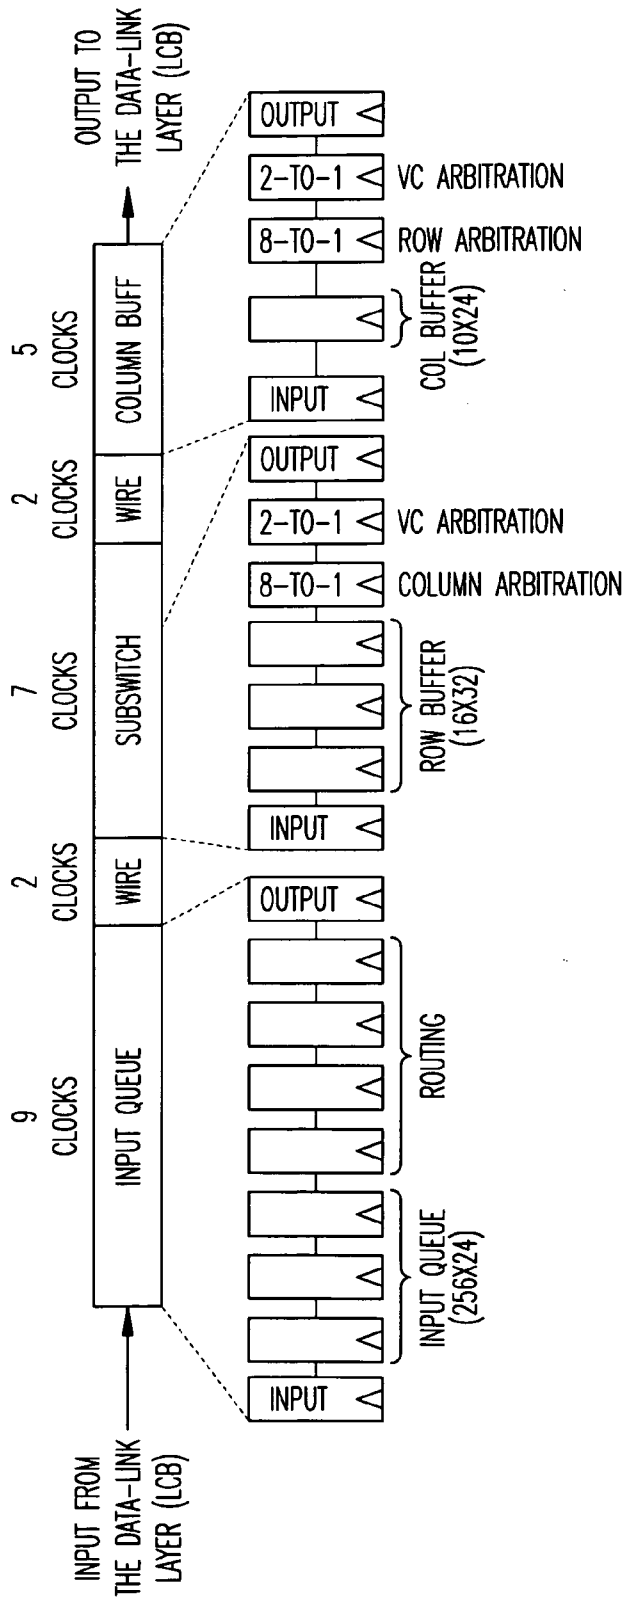 INPUT FROM
THE DATA-LINK
LAYER (LCB)
9
CLOCKS
2
CLOCKS
7
CLOCKS
2
CLOCKS
5
CLOCKS
INPUT QUEUE
WIRE
SUBSWITCH
WIRE
COLUMN BUFF
OUTPUT TO
THE DATA-LINK
LAYER (LCB)
INPUT
INPUT QUEUE
(256X24)
ROUTING
OUTPUT
INPUT
ROW BUFFER
(16X32)
8-TO-1
COLUMN ARBITRATION
2-TO-1
VC ARBITRATION
OUTPUT
INPUT
COL BUFFER
(10X24)
8-TO-1
ROW ARBITRATION
2-TO-1
VC ARBITRATION
OUTPUT